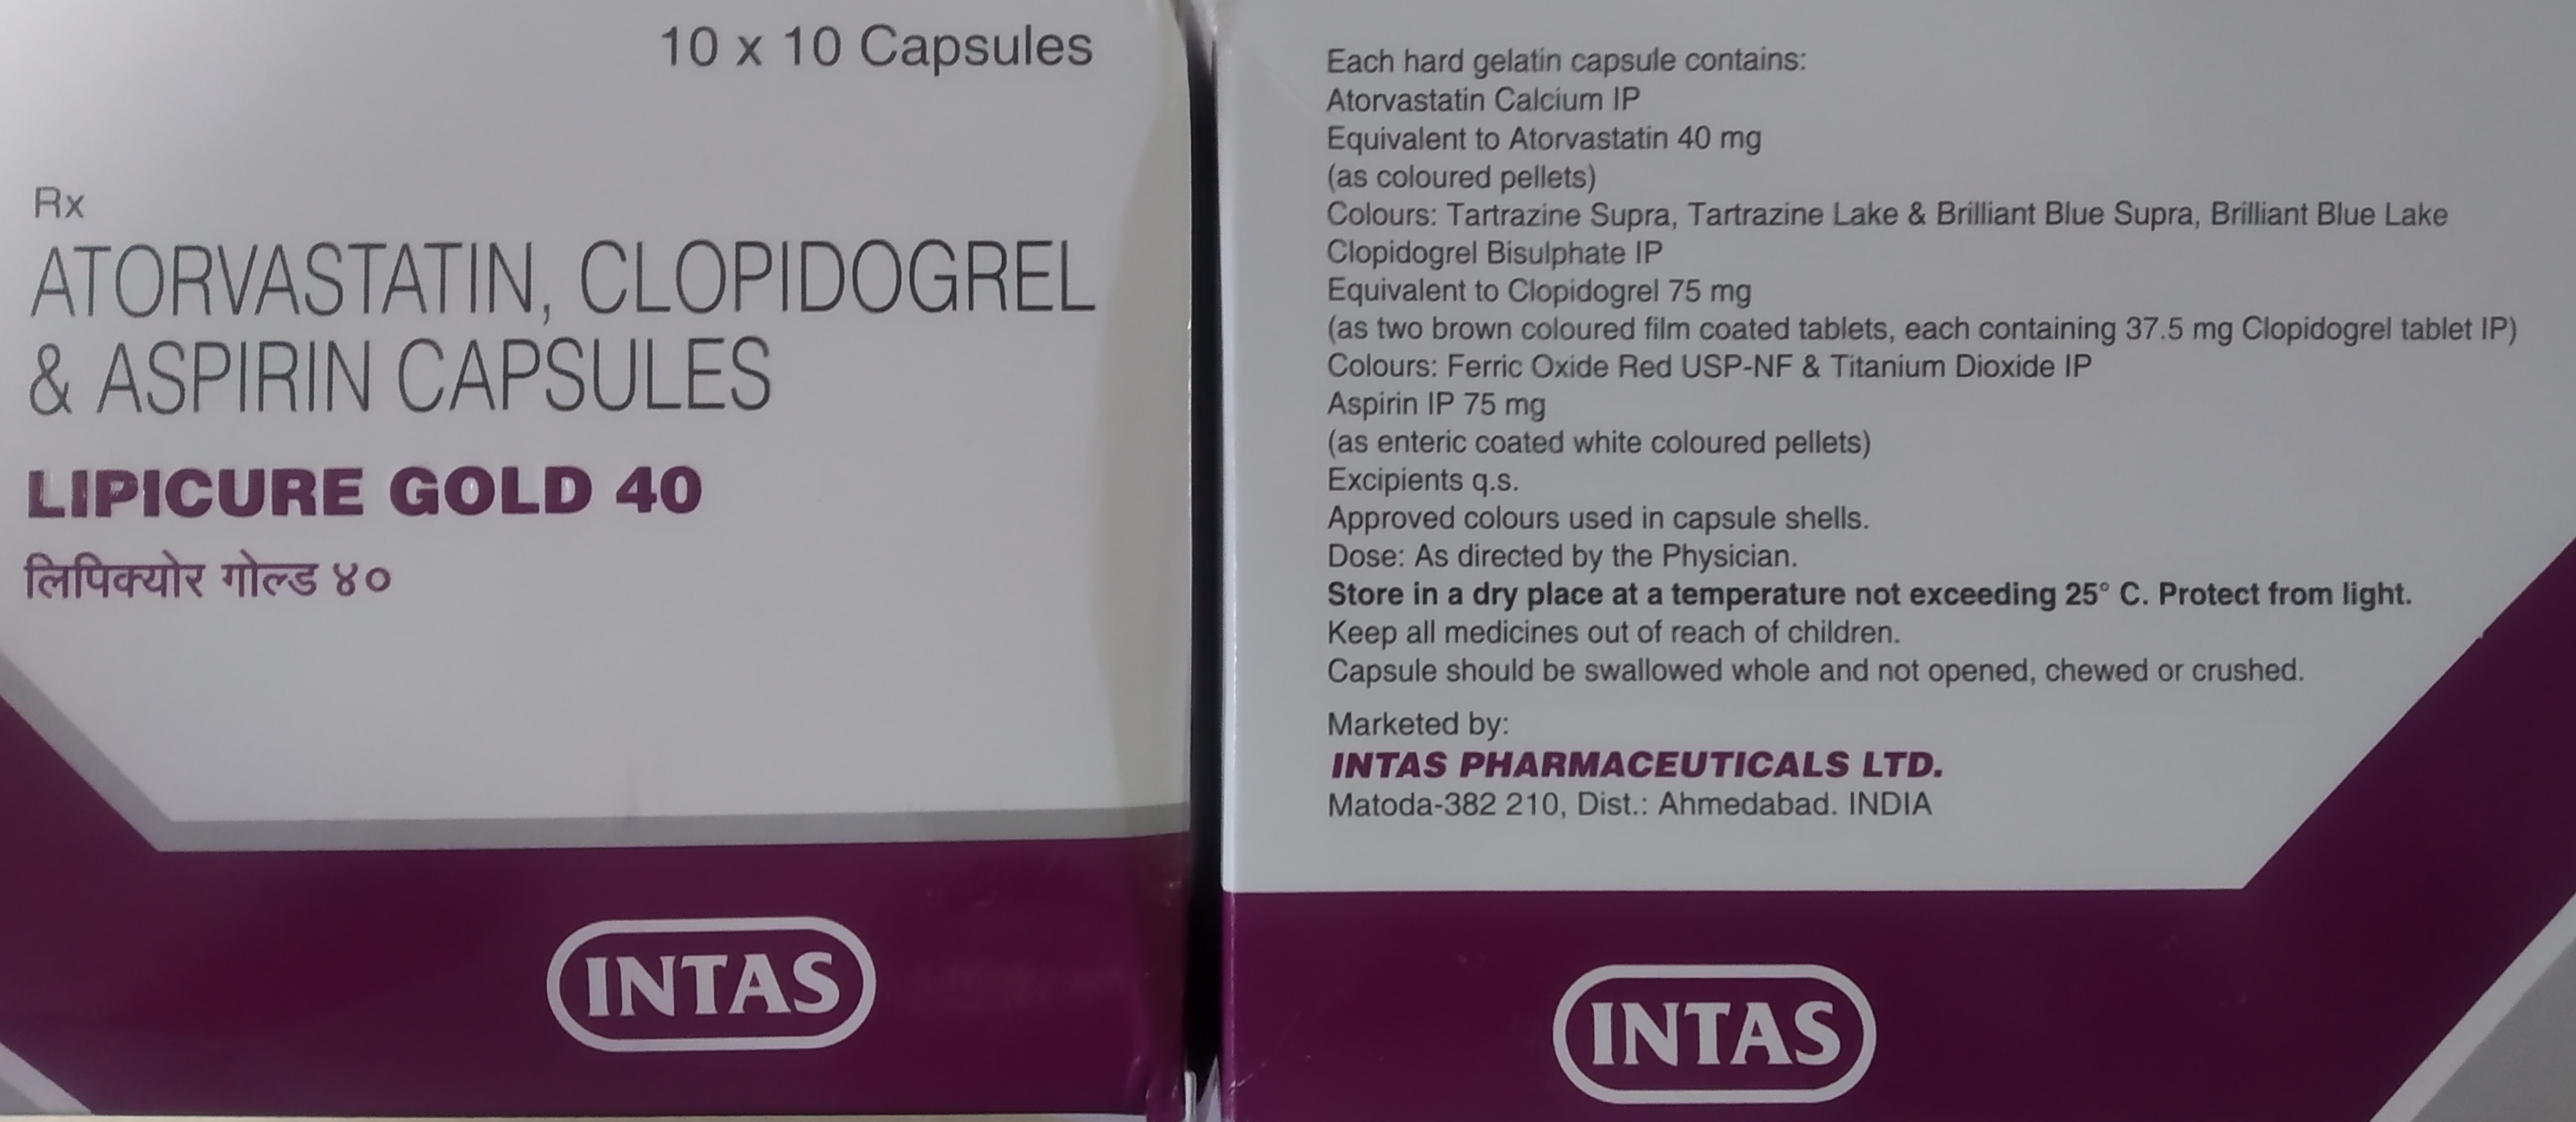 10 x 10 Capsules
Rx
ATORVASTATIN, CLOPIDOGREL
& ASPIRIN CAPSULES
LIPICURE GOLD 40
लिपिक्योर गोल्ड ४०
INTAS
Each hard gelatin capsule contains:
Atorvastatin Calcium IP
Equivalent to Atorvastatin 40 mg
(as coloured pellets)
Colours: Tartrazine Supra, Tartrazine Lake & Brilliant Blue Supra, Brilliant Blue Lake
Clopidogrel Bisulphate IP
Equivalent to Clopidogrel 75 mg
(as two brown coloured film coated tablets, each containing 37.5 mg Clopidogrel tablet IP)
Colours: Ferric Oxide Red USP-NF & Titanium Dioxide IP
Aspirin IP 75 mg
(as enteric coated white coloured pellets)
Excipients q.s.
Approved colours used in capsule shells.
Dose: As directed by the Physician.
Store in a dry place at a temperature not exceeding 25° C. Protect from light.
Keep all medicines out of reach of children.
Capsule should be swallowed whole and not opened, chewed or crushed.
Marketed by:
INTAS PHARMACEUTICALS LTD.
Matoda-382 210, Dist.: Ahmedabad. INDIA
INTAS